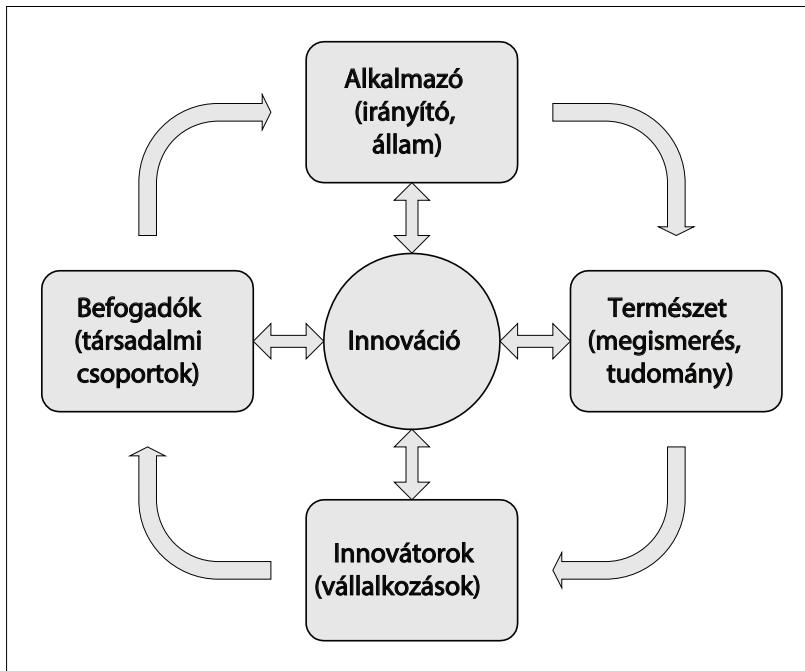 Alkalmazó
(irányító,
állam)
Befogadók
(társadalmi
csoportok)
Innováció
Természet
(megismerés,
tudomány)
Innovátorok
(vállalkozások)